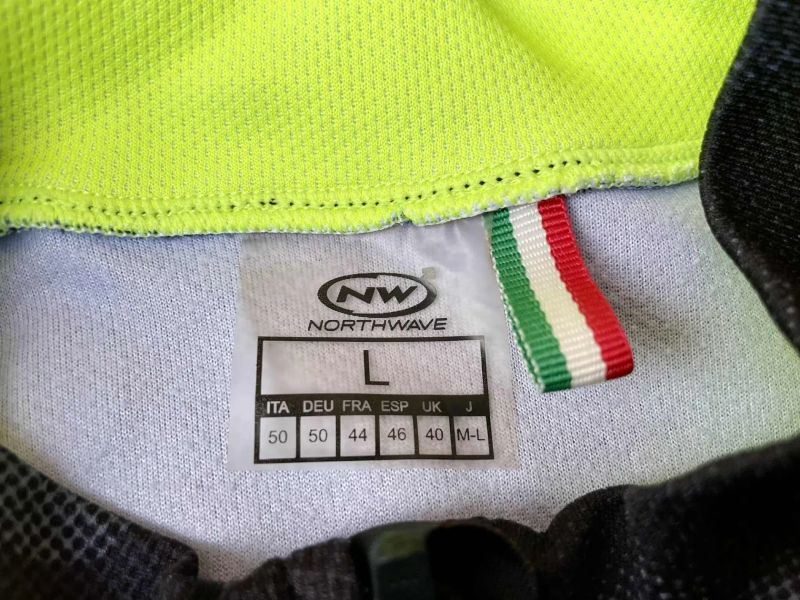 NW
NORTHWAVE
L
ITA DEU FRA ESP UK J
50 50 44 46 40 M-L